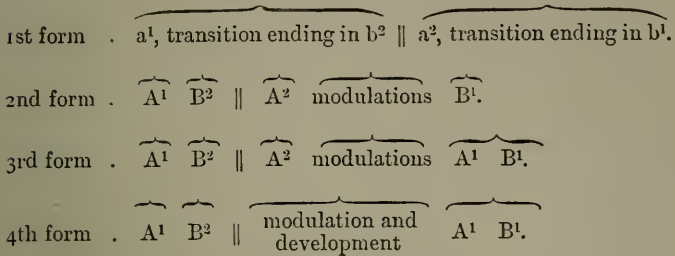 1st form . a¹, transition ending in b² || a², transition ending in b¹.
2nd form . A¹ B² || A² modulations B¹.
3rd form . A¹ B² || A² modulations A¹ B¹.
4th form . A¹ B² || modulation and development A¹ B¹.